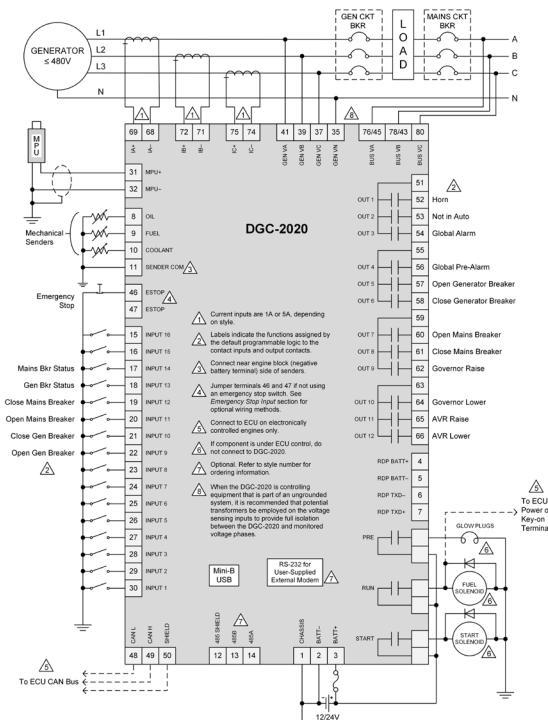 GEN CKT
BKR
MAINS CKT
BKR
LOAD
GENERATOR
≤ 480V
L1
L2
L3
N
A
B
C
N
MPU
1
1
1
8
69
68
72
71
75
74
41
39
37
35
76/45
78/43
80
IA+
IA–
IB+
IB–
IC+
IC–
GEN VA
GEN VB
GEN VC
GEN VN
BUS VA
BUS VB
BUS VC
DGC-2020
31 MPU+
32 MPU–
Mechanical
Senders
8 OIL
9 FUEL
10 COOLANT
11 SENDER COM 3
Emergency
Stop
46 ESTOP
4
47 ESTOP
15 INPUT 16
16 INPUT 15
Mains Bkr Status 17 INPUT 14
Gen Bkr Status 18 INPUT 13
Close Mains Breaker 19 INPUT 12
Open Mains Breaker 20 INPUT 11
Close Gen Breaker 21 INPUT 10
Open Gen Breaker 22 INPUT 9
2
23 INPUT 8
24 INPUT 7
25 INPUT 6
26 INPUT 5
27 INPUT 4
28 INPUT 3
29 INPUT 2
30 INPUT 1
1 Current inputs are 1A or 5A, depending
on style.
2 Labels indicate the functions assigned by
the default programmable logic to the
contact inputs and output contacts.
3 Connect near engine block (negative
battery terminal) side of senders.
4 Jumper terminals 46 and 47 if not using
an emergency stop switch. See
Emergency Stop Input section for
optional wiring methods.
5 Connect to ECU on electronically
controlled engines only.
6 If component is under ECU control, do
not connect to DGC-2020.
7 Optional. Refer to style number for
ordering information.
8 When the DGC-2020 is controlling
equipment that is part of an ungrounded
system, it is recommended that potential
transformers be employed on the voltage
sensing inputs to provide full isolation
between the DGC-2020 and monitored
voltage phases.
51
2
OUT 1 52 Horn
OUT 2 53 Not in Auto
OUT 3 54 Global Alarm
55
OUT 4 56 Global Pre-Alarm
OUT 5 57 Open Generator Breaker
OUT 6 58 Close Generator Breaker
59
OUT 7 60 Open Mains Breaker
OUT 8 61 Close Mains Breaker
OUT 9 62 Governor Raise
63
OUT 10 64 Governor Lower
OUT 11 65 AVR Raise
OUT 12 66 AVR Lower
RDP BATT+ 4
RDP BATT– 5
RDP TXD– 6
RDP TXD+ 7
5
To ECU
Power o
Key-on
Termina
PRE
GLOW PLUGS
6
RUN
FUEL
SOLENOID
6
START
START
SOLENOID
6
Mini-B
USB
RS-232 for
User-Supplied
External Modem
7
7
CAN L
CAN H
SHIELD
485 SHIELD
485B
485A
CHASSIS
BATT–
BATT+
48
49
50
12
13
14
1
2
3
5
To ECU CAN Bus
– +
12/24V